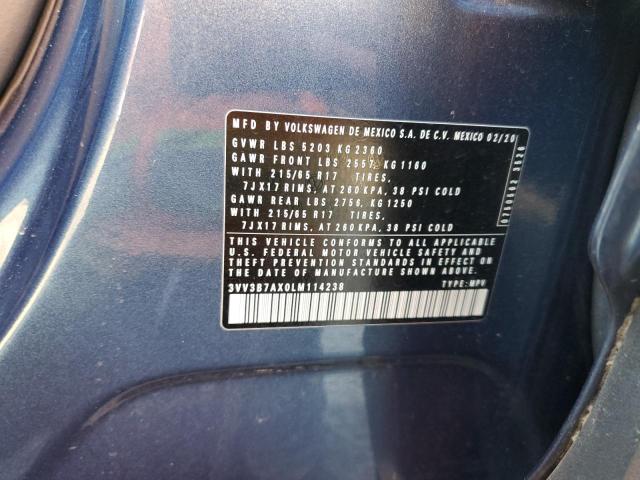 MFD BY VOLKSWAGEN DE MEXICO S.A. DE C.V. MEXICO 02/20
GVWR LBS 5203 KG 2360
GAWR FRONT LBS 2557, KG 1160
WITH 215/65 R17 TIRES,
7JX17 RIMS, AT 260 KPA, 38 PSI COLD
GAWR REAR LBS 2756, KG 1250
WITH 215/65 R17 TIRES,
7JX17 RIMS, AT 260 KPA, 38 PSI COLD
THIS VEHICLE CONFORMS TO ALL APPLICABLE
U.S. FEDERAL MOTOR VEHICLE SAFETY AND
THEFT PREVENTION STANDARDS IN EFFECT ON
THE DATE OF MANUFACTURE SHOWN ABOVE.
3VV3B7AX0LM114238 TYPE: MPV